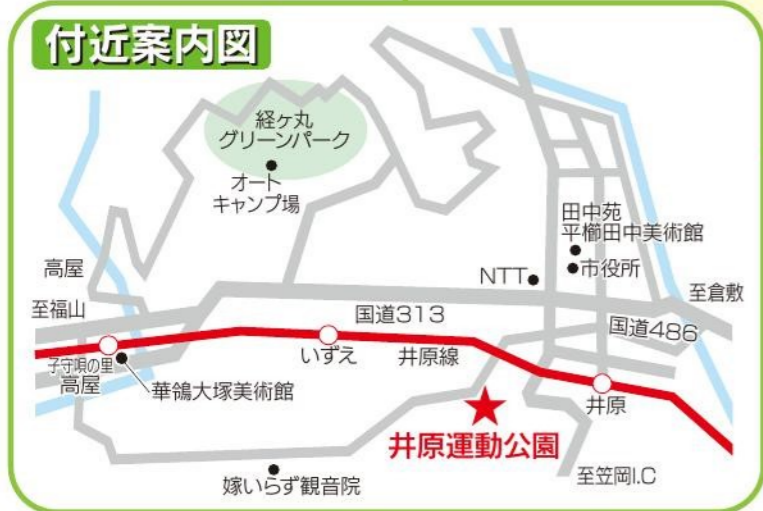 付近案内図
経ヶ丸
グリーンパーク
オート
キャンプ場
田中苑
平櫛田中美術館
市役所
NTT
高屋
至福山
至倉敷
国道313
国道486
子守唄の里
高屋
いずえ
井原線
華鴒大塚美術館
井原
井原運動公園
嫁いらず観音院
至笠岡I.C